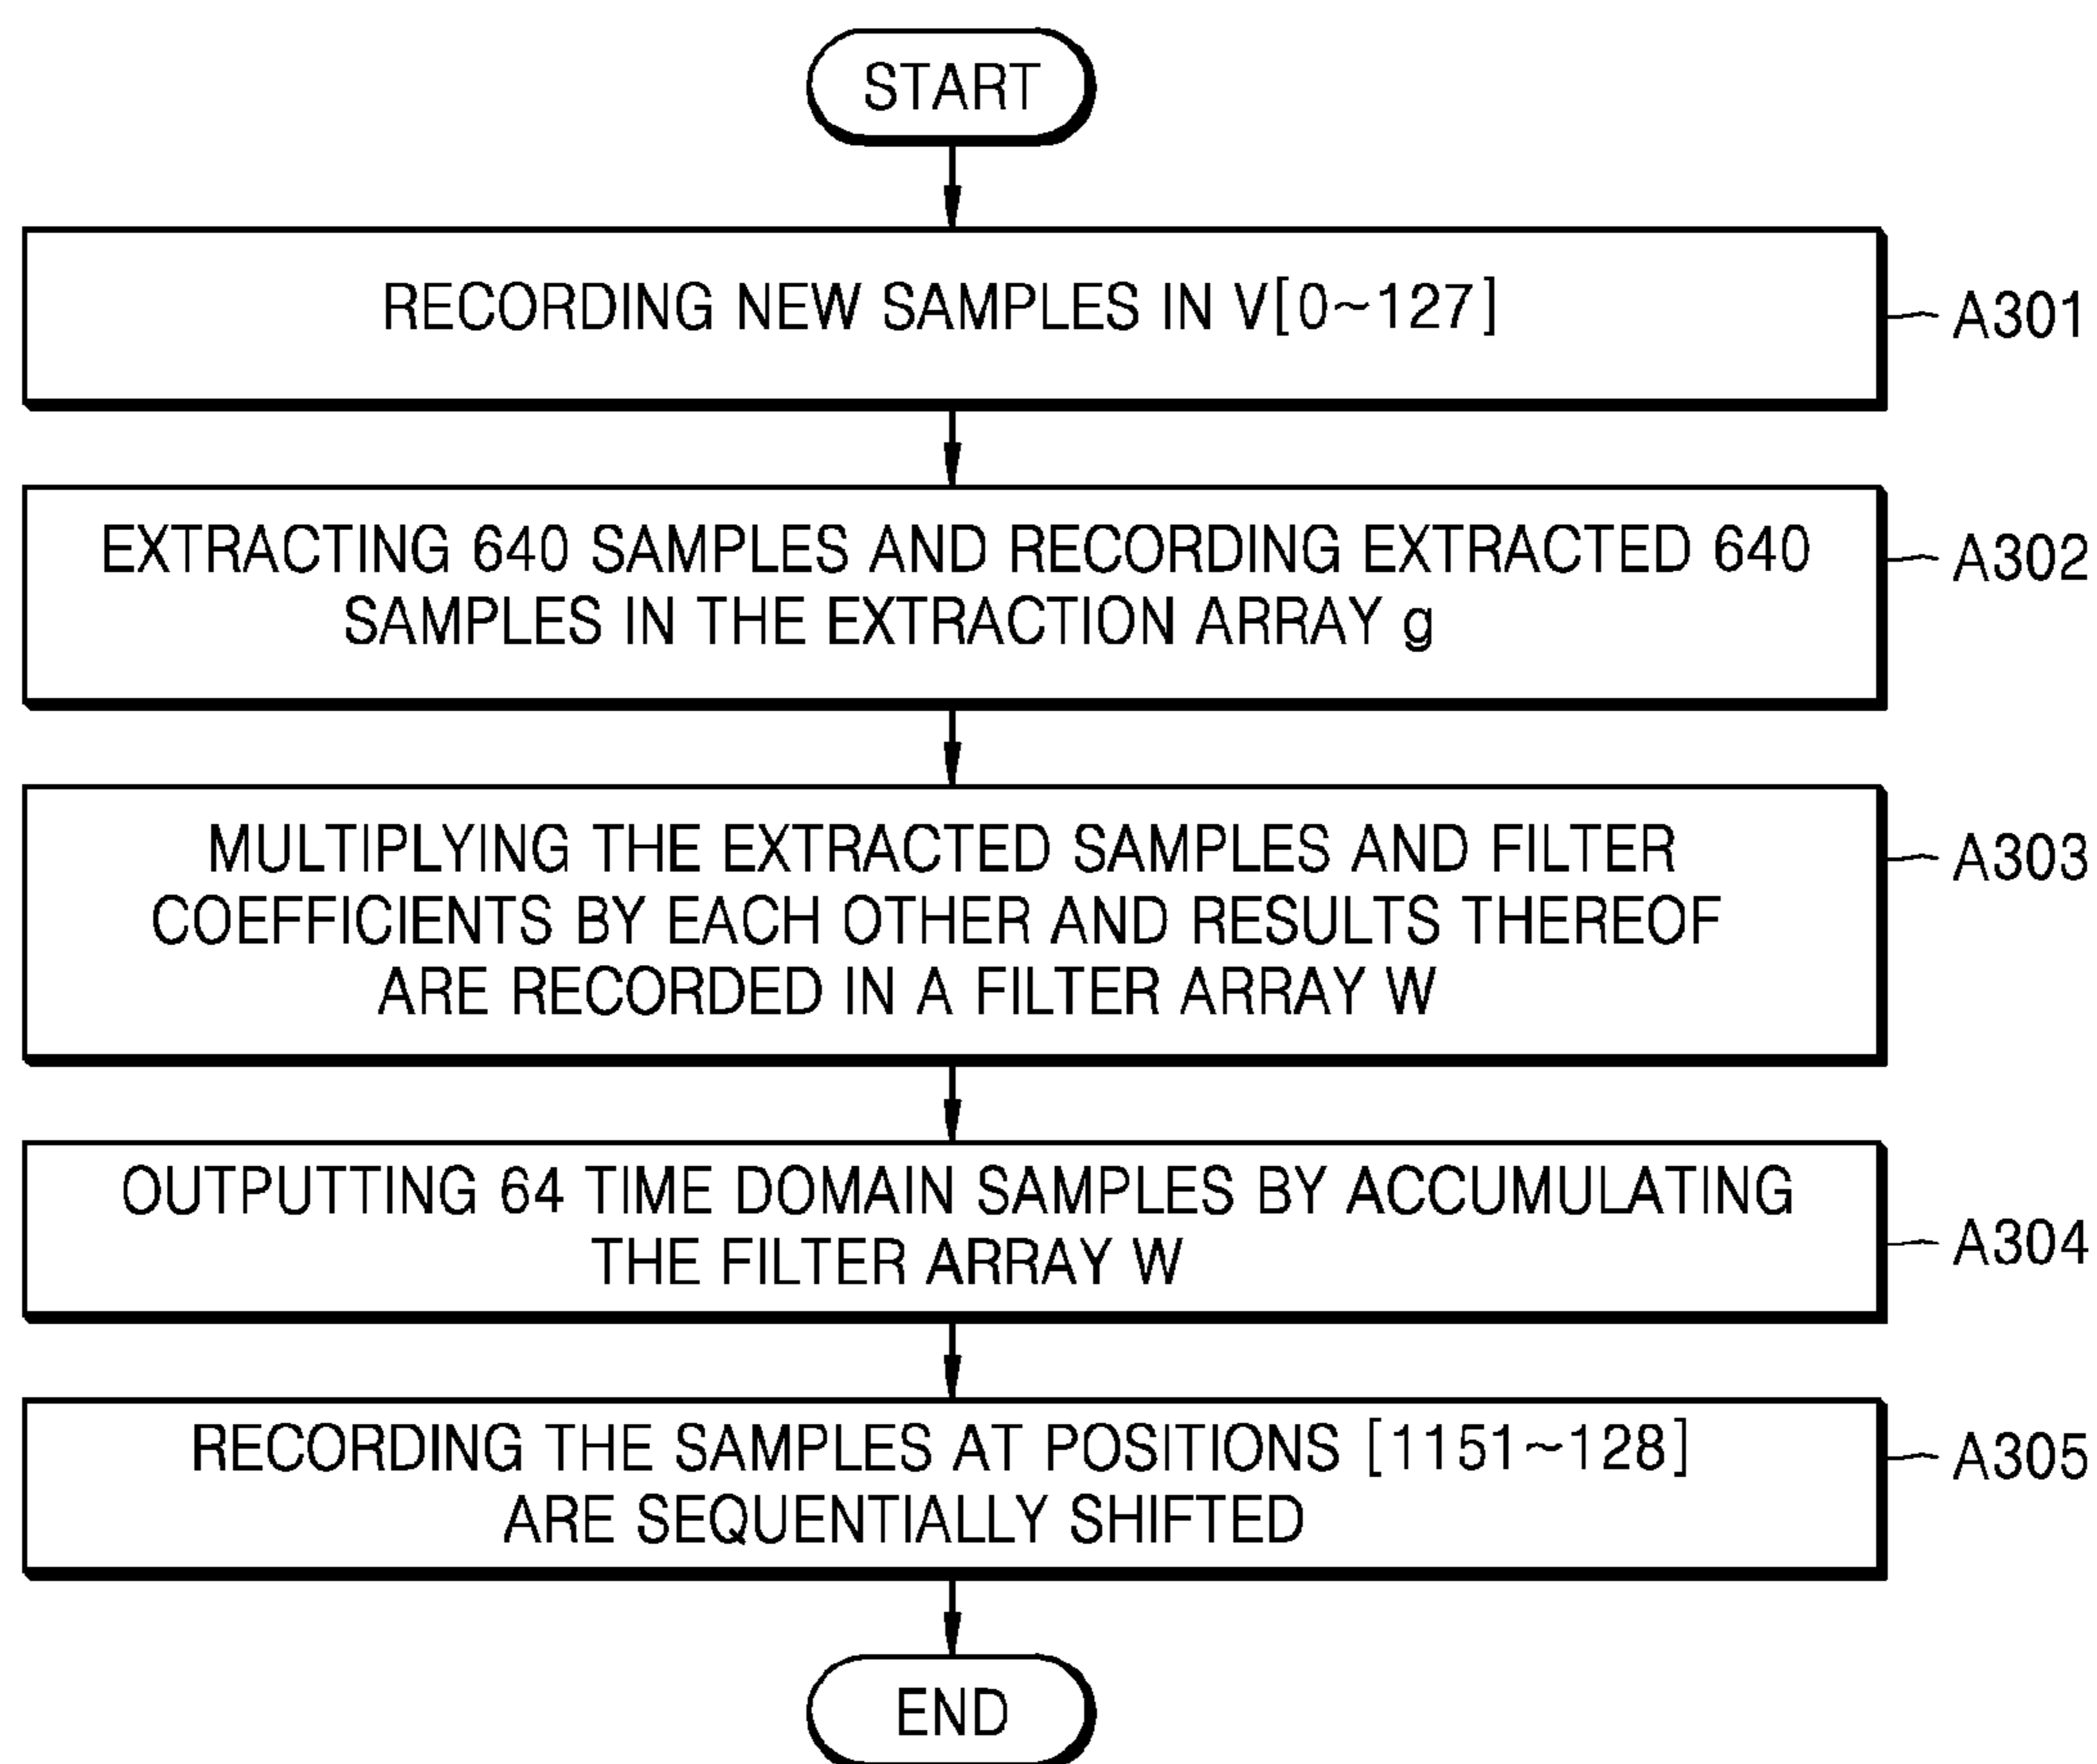 START
RECORDING NEW SAMPLES IN V[0~127]
A301
EXTRACTING 640 SAMPLES AND RECORDING EXTRACTED 640
SAMPLES IN THE EXTRACTION ARRAY g
A302
MULTIPLYING THE EXTRACTED SAMPLES AND FILTER
COEFFICIENTS BY EACH OTHER AND RESULTS THEREOF
ARE RECORDED IN A FILTER ARRAY W
A303
OUTPUTTING 64 TIME DOMAIN SAMPLES BY ACCUMULATING
THE FILTER ARRAY W
A304
RECORDING THE SAMPLES AT POSITIONS [1151~128]
ARE SEQUENTIALLY SHIFTED
A305
END